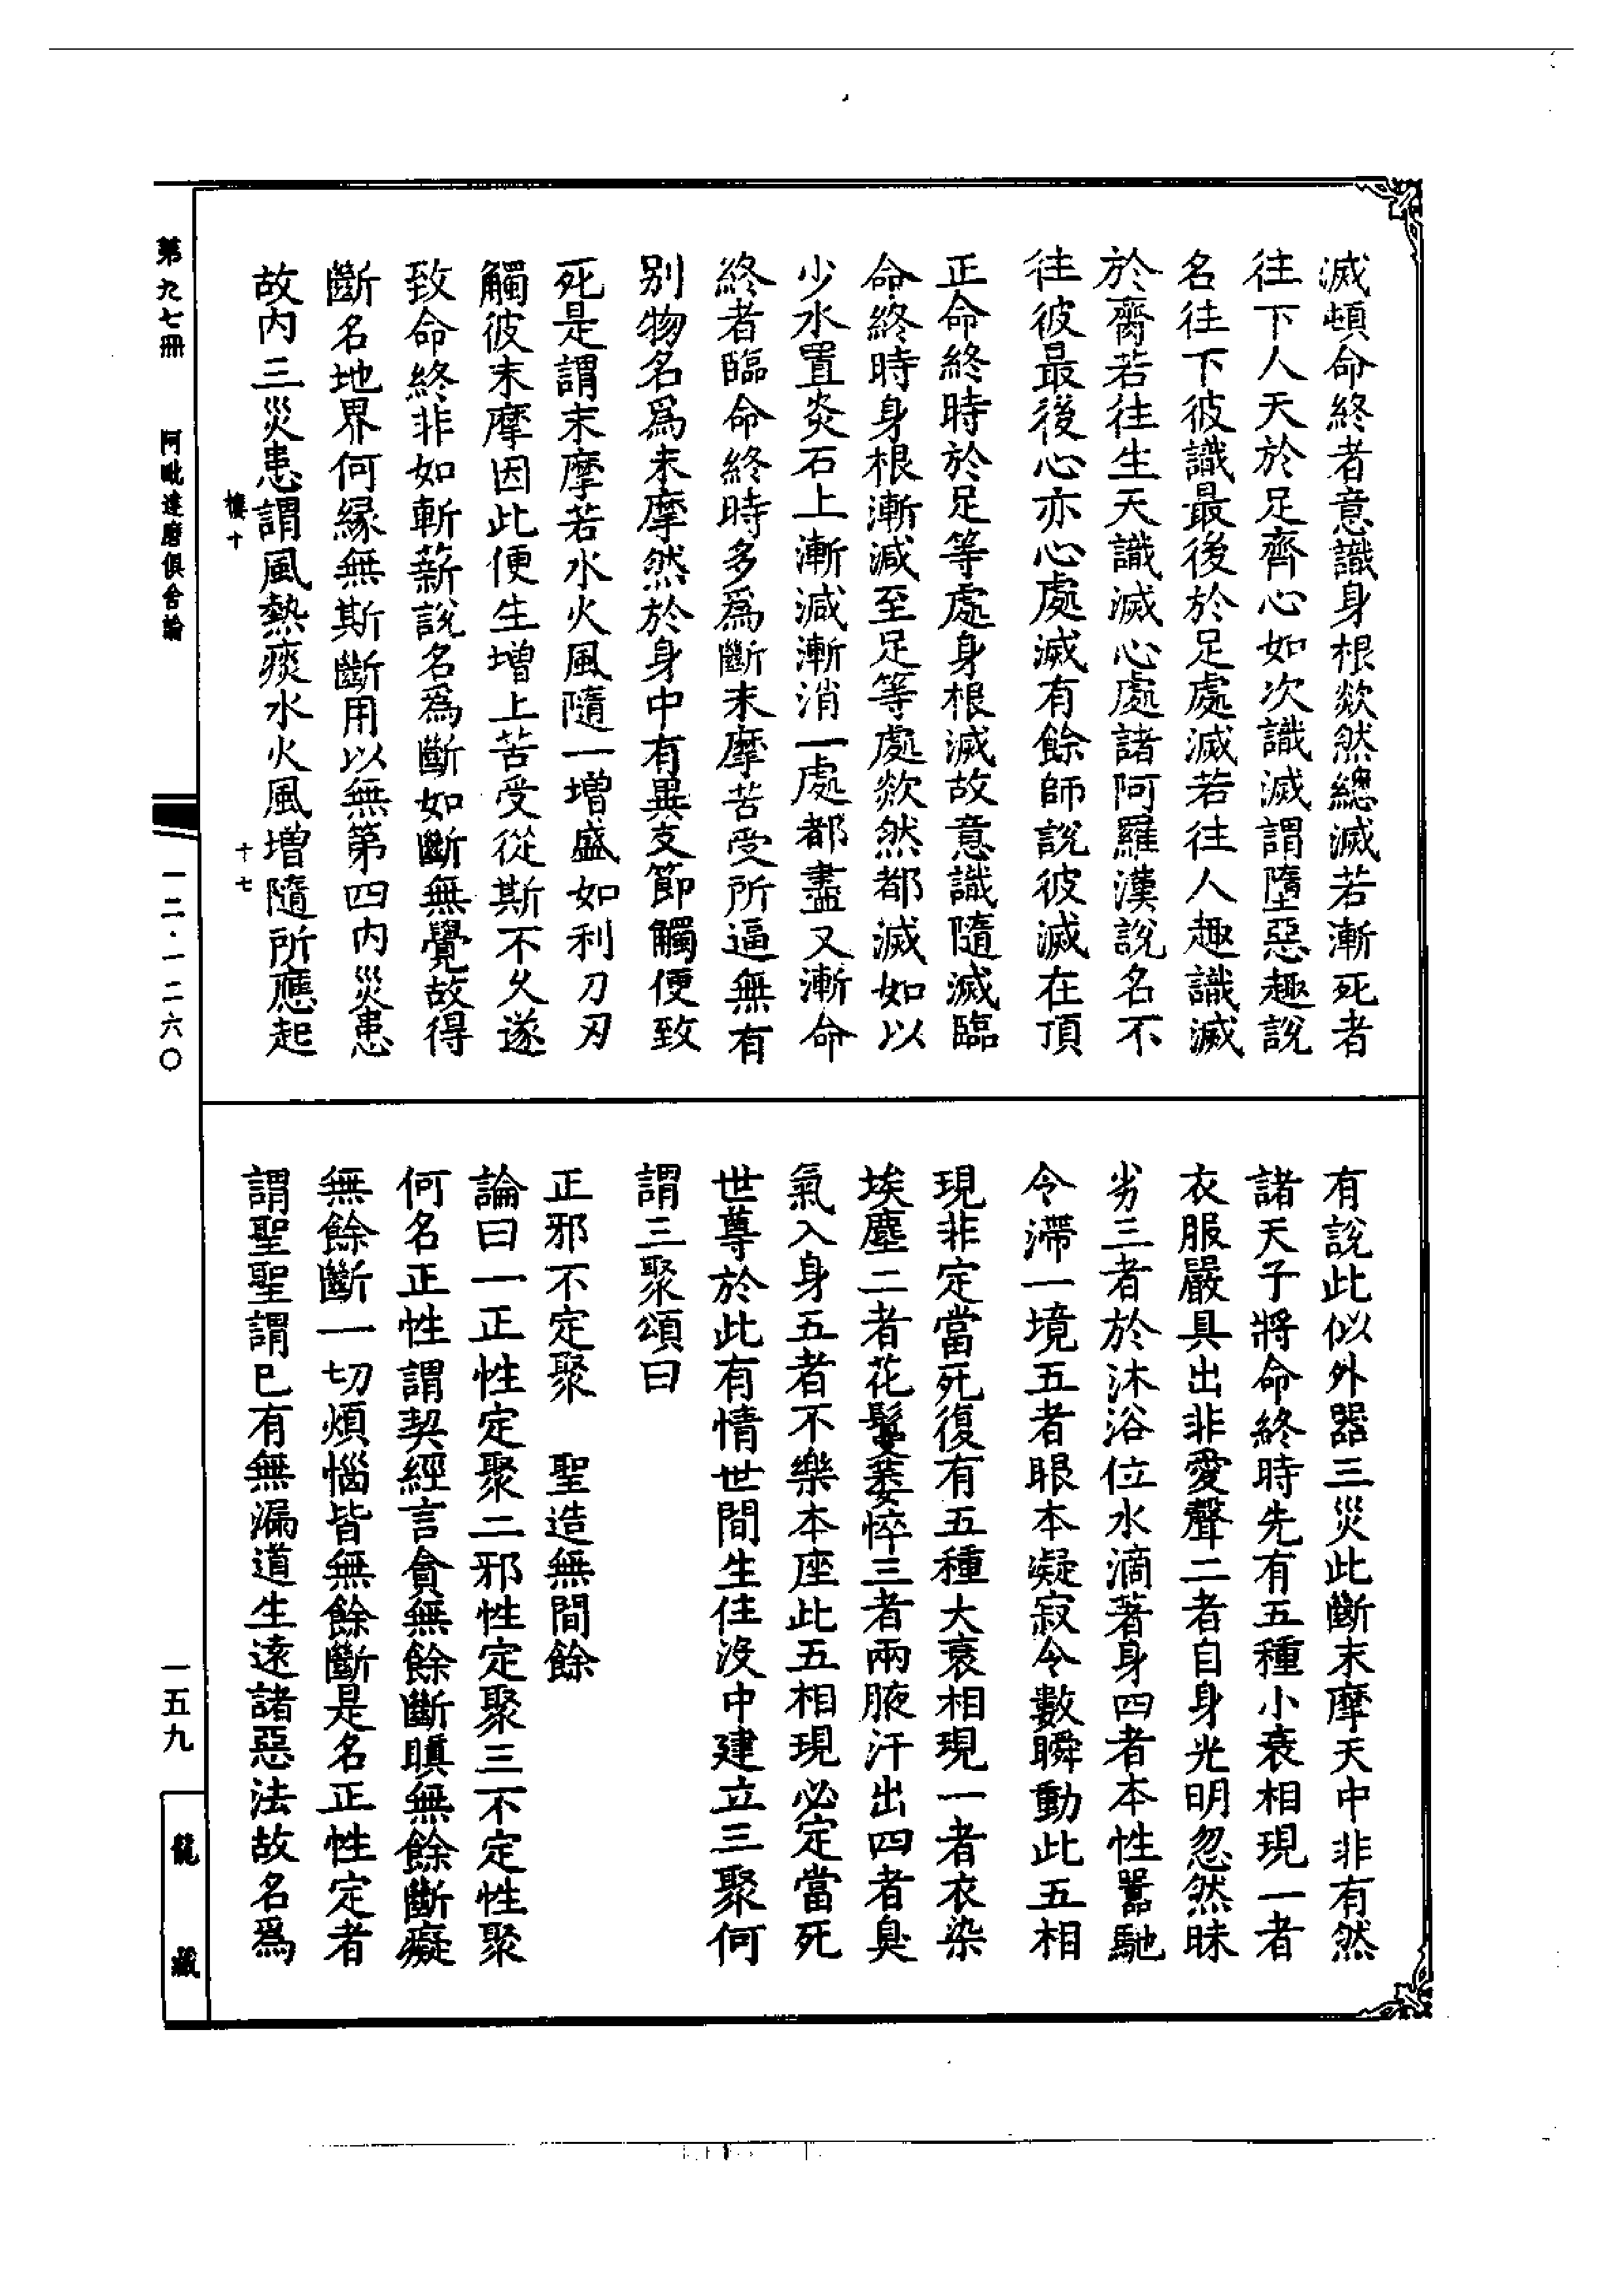 滅頓命終者意識身根欻然總滅若漸死者
往下人天於足齊心如次識滅謂墮惡趣說
名往下彼識最後於足處滅若往人趣識滅
於齋若往生天識滅心處諸阿羅漢說名不
往彼最後心亦心處滅有餘師說彼滅在頂
正命終時於足等處身根滅故意識隨滅臨
命終時身根漸減至足等處欻然都滅如以
少水置炎石上漸減漸消一處都盡又漸命
終者臨命終時多爲斷末摩苦受所逼無有
別物名爲末摩然於身中有異支節觸便致
死是謂末摩若水火風隨一增盛如利刀刃
觸彼末摩因此便生增上苦受從斯不久遂
致命終非如斬薪說名爲斷如斷無覺故得
斷名地界何緣無斯斷用以無第四內災患
故內三災患謂風熱痰水火風增隨所應起
有說此似外器三災此斷末摩天中非有然
諸天子將命終時先有五種小衰相現一者
衣服嚴具出非愛聲二者自身光明忽然昧
劣三者於沐浴位水滴著身四者本性囂馳
今滯一境五者眼本凝寂今數瞬動此五相
現非定當死復有五種大衰相現一者衣染
埃塵二者花鬘萎悴三者兩腋汗出四者臭
氣入身五者不樂本座此五相現必定當死
世尊於此有情世間生住沒中建立三聚何
謂三聚頌曰
正邪不定聚　聖造無間餘
論曰一正性定聚二邪性定聚三不定性聚
何名正性謂契經言貪無餘斷瞋無餘斷癡
無餘斷一切煩惱皆無餘斷是名正性定者
謂聖聖謂已有無漏道生遠諸惡法故名爲
樓十
十七
第九七冊　阿毗達磨俱舍論
一二·一二六〇
一五九
龍藏